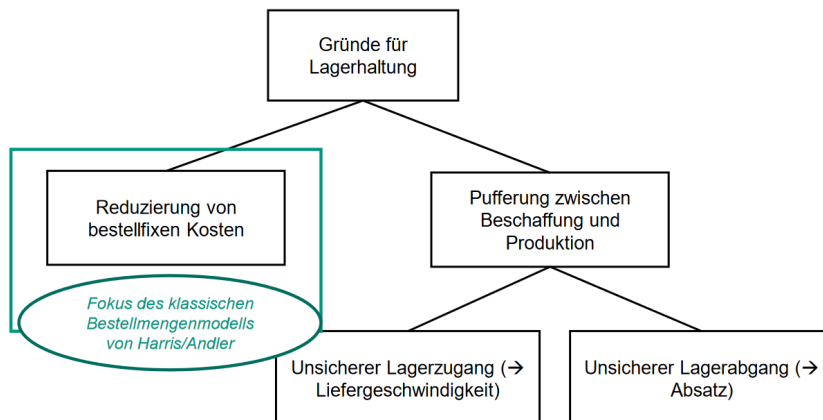 Gründe für
Lagerhaltung
Reduzierung von
bestellfixen Kosten
Pufferung zwischen
Beschaffung und
Produktion
Fokus des klassischen
Bestellmengenmodells
von Harris/Andler
Unsicherer Lagerzugang (→
Liefergeschwindigkeit)
Unsicherer Lagerabgang (→
Absatz)